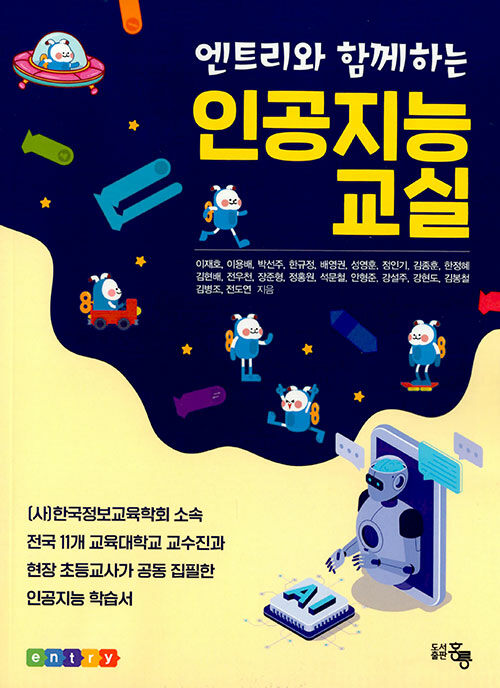 엔트리와 함께하는
인공지능
교실
이재호, 이용배, 박선주, 한규정, 배영권, 성영훈, 정인기, 김종훈, 한정혜
김현배, 전우천, 장준형, 정홍원, 석문철, 안형준, 강설주, 강현도, 김봉철
김병조, 전도연 지음
(사)한국정보교육학회 소속
전국 11개 교육대학교 교수진과
현장 초등교사가 공동 집필한
인공지능 학습서
AI
entry
도서
출판 홍릉